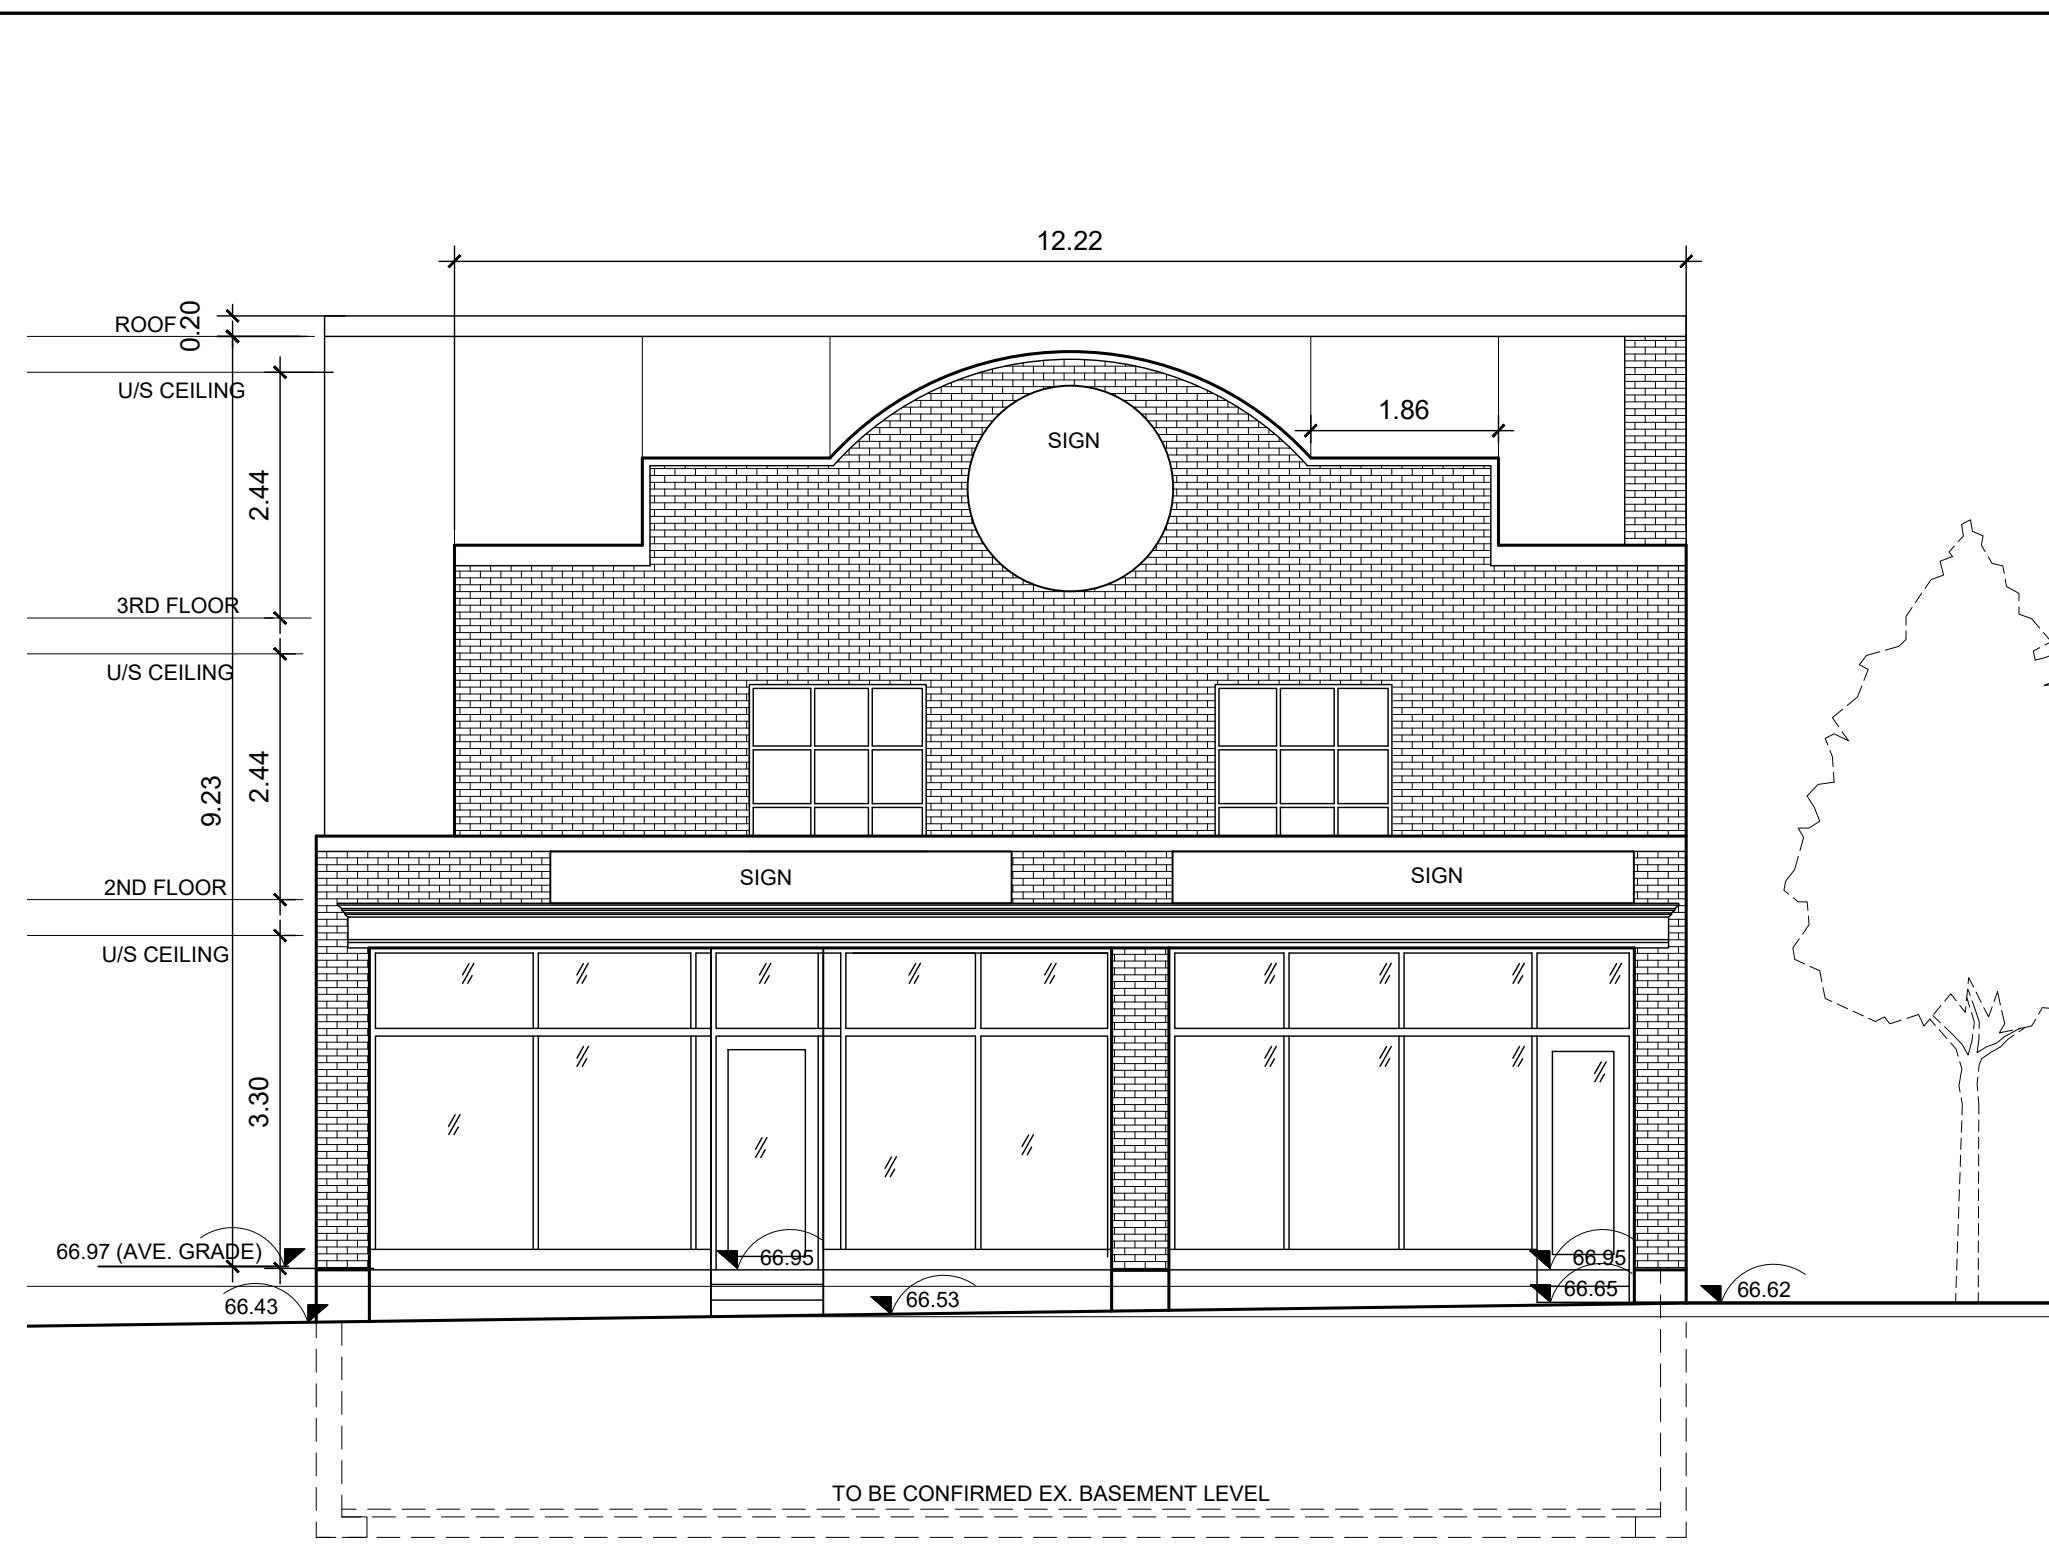 12.22
ROOF
0.20
U/S CEILING
1.86
SIGN
2.44
3RD FLOOR
U/S CEILING
2.44
9.23
SIGN
SIGN
2ND FLOOR
U/S CEILING
3.30
66.97 (AVE. GRADE)
66.95
66.95
66.65
66.62
66.43
66.53
TO BE CONFIRMED EX. BASEMENT LEVEL